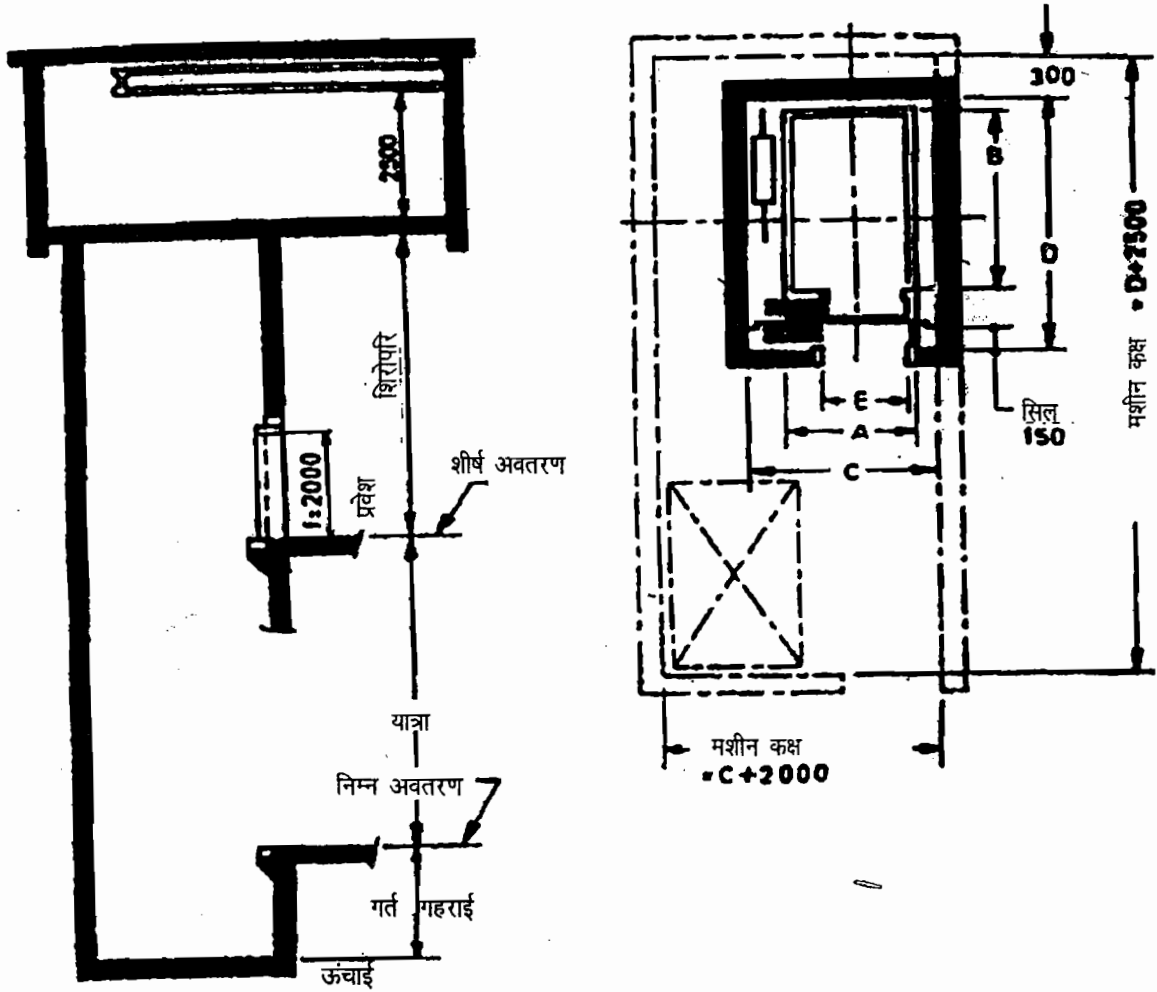 2300
शिरोपरि
f=2000
प्रवेश
शीर्ष अवतरण
यात्रा
निम्न अवतरण
गर्त गहराई
ऊंचाई
300
B
D
मशीन कक्ष = D+2500
सिल
150
E
A
C
मशीन कक्ष
= C+2000